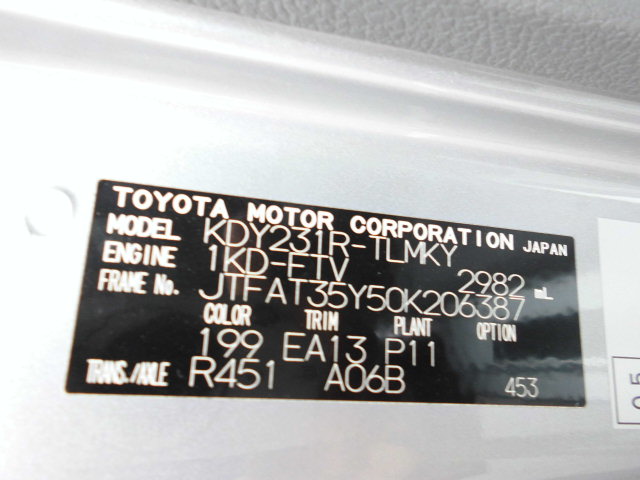 TOYOTA MOTOR CORPORATION JAPAN
MODEL KDY231R-TLMKY
ENGINE 1KD-FTV 2982 mL
FRAME No. JTFAT35Y50K206387
COLOR TRIM PLANT OPTION
199 EA13 P11
TRANS./AXLE R451 A06B 453